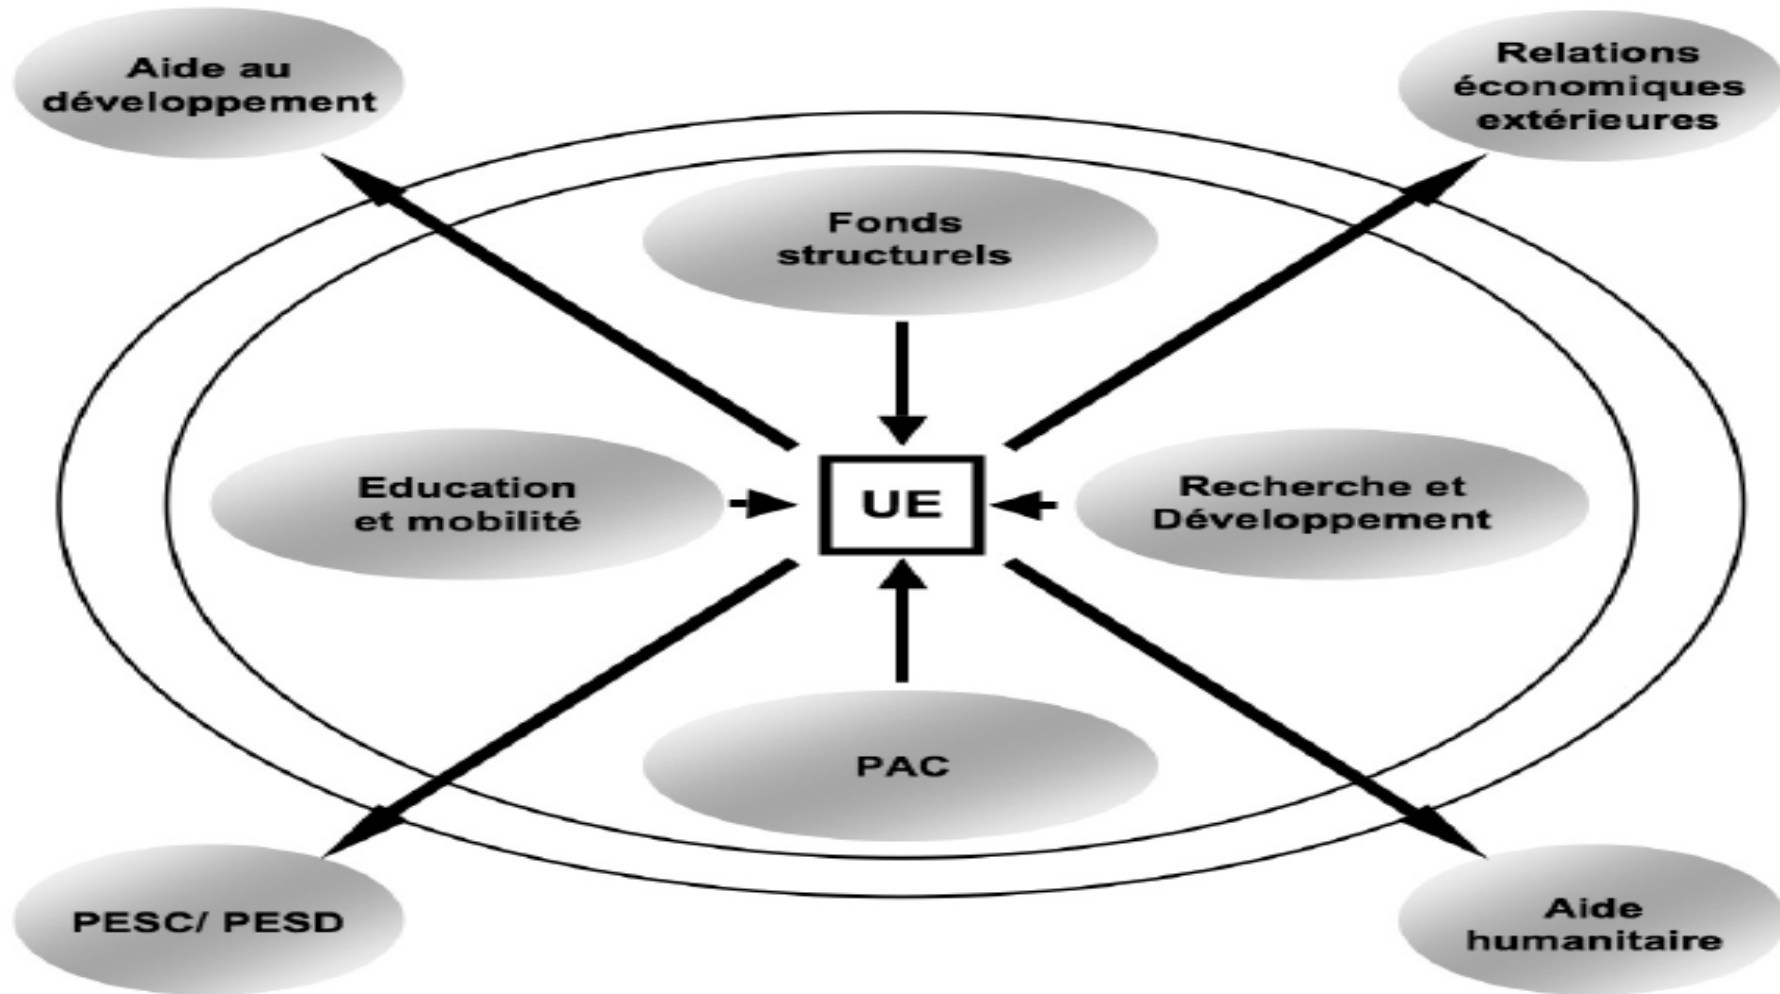 Aide au
développement
Relations
économiques
extérieures
Fonds
structurels
Education
et mobilité
UE
Recherche et
Développement
PAC
PESC/ PESD
Aide
humanitaire